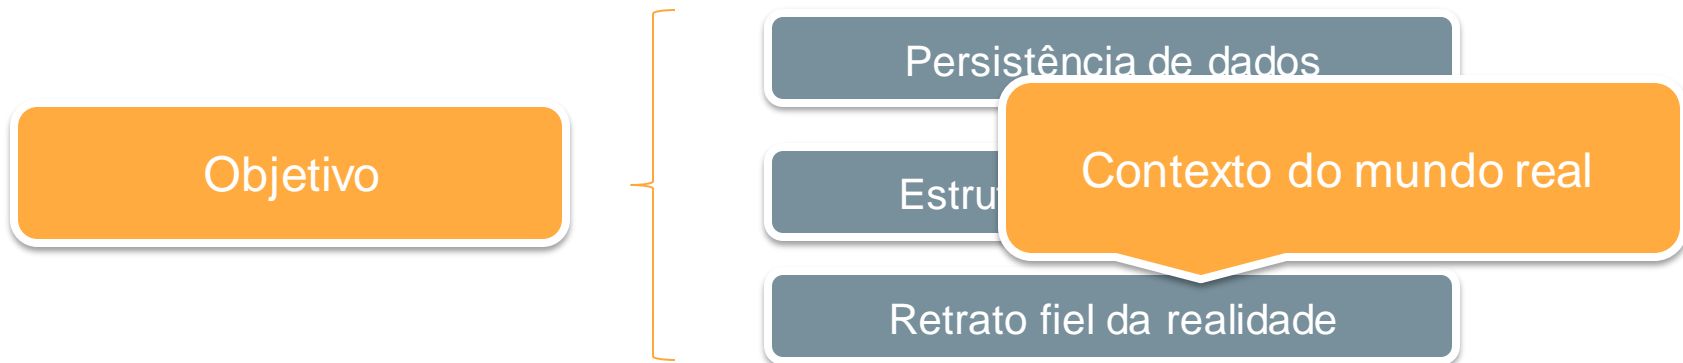 Persistência de dados
Objetivo
Contexto do mundo real
Retrato fiel da realidade